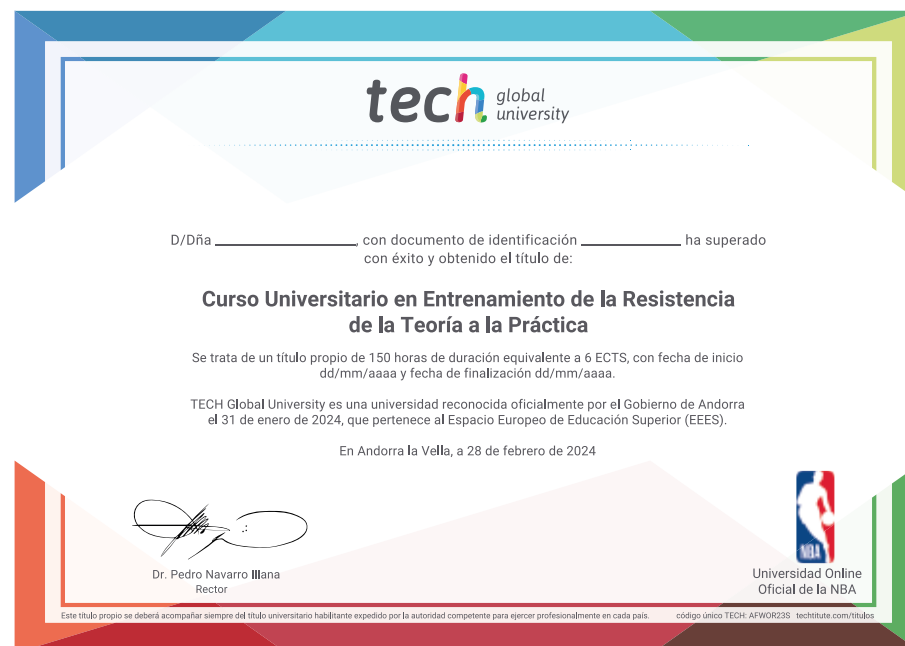 tech global university
D/Dña ______________, con documento de identificación ______________ ha superado
con éxito y obtenido el título de:
Curso Universitario en Entrenamiento de la Resistencia
de la Teoría a la Práctica
Se trata de un título propio de 150 horas de duración equivalente a 6 ECTS, con fecha de inicio
dd/mm/aaaa y fecha de finalización dd/mm/aaaa.
TECH Global University es una universidad reconocida oficialmente por el Gobierno de Andorra
el 31 de enero de 2024, que pertenece al Espacio Europeo de Educación Superior (EEES).
En Andorra la Vella, a 28 de febrero de 2024
Dr. Pedro Navarro Illana
Rector
NBA
Universidad Online
Oficial de la NBA
Este título propio se deberá acompañar siempre del título universitario habilitante expedido por la autoridad competente para ejercer profesionalmente en cada país. código único TECH: AFWOR23S techtitute.com/titulos